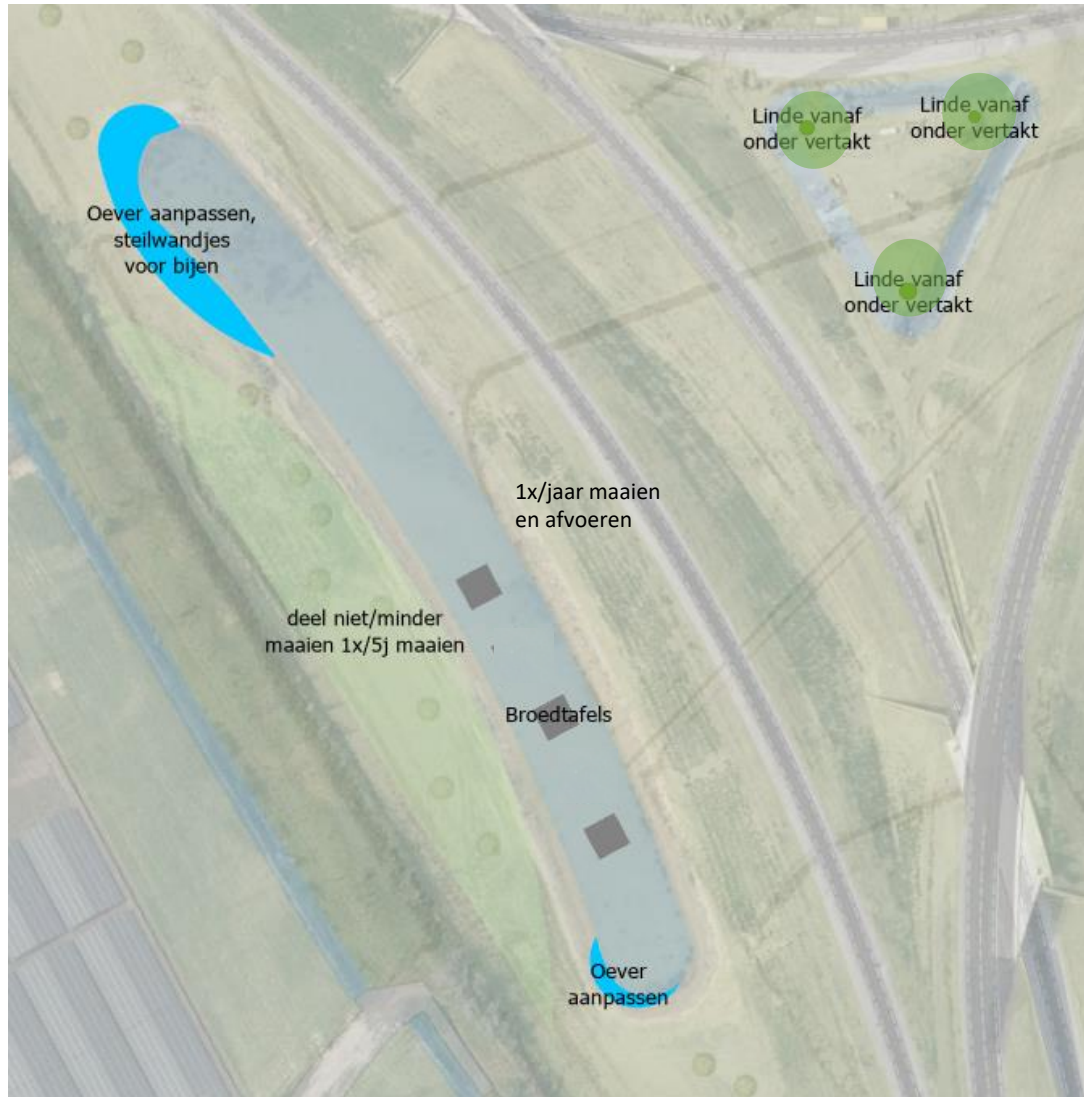 Linde vanaf
onder vertakt
Linde vanaf
onder vertakt
Oever aanpassen,
steilwandjes
voor bijen
Linde vanaf
onder vertakt
1x/jaar maaien
en afvoeren
deel niet/minder
maaien 1x/5j maaien
Broedtafels
Oever
aanpassen